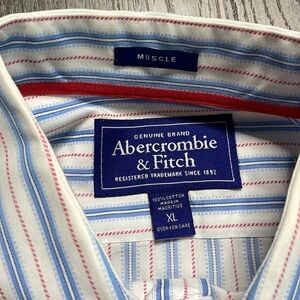 MUSCLE
GENUINE BRAND
Abercrombie
& Fitch
REGISTERED TRADEMARK SINCE 1892
100% COTTON
MADE IN
MAURITIUS
XL
OVER FOR CARE